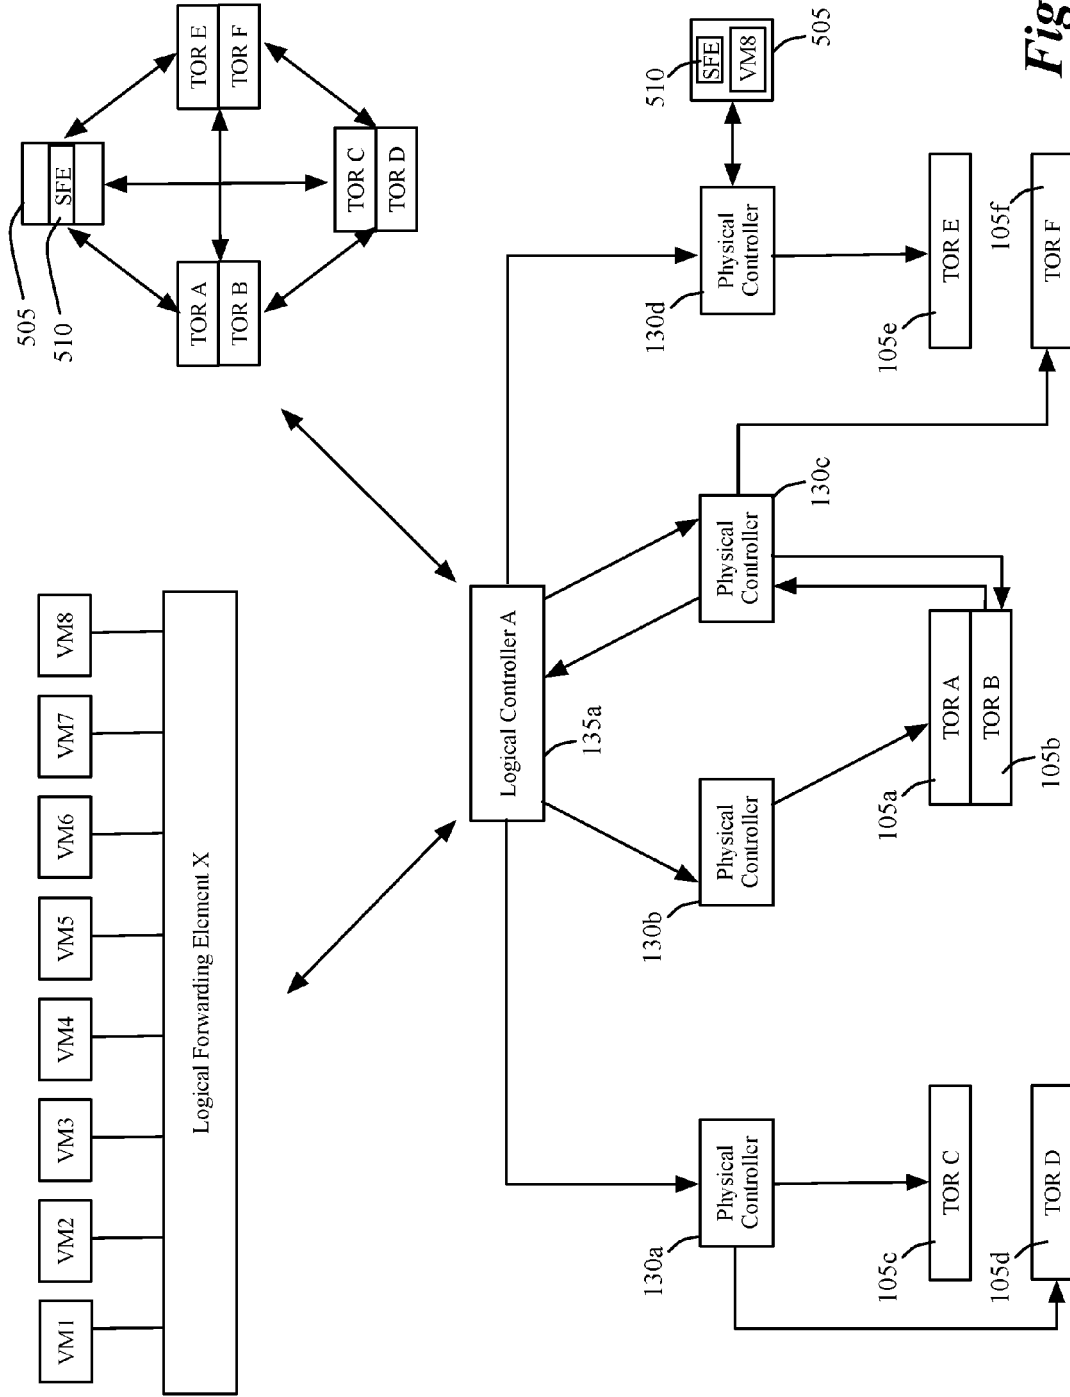 VM1
VM2
VM3
VM4
VM5
VM6
VM7
VM8
Logical Forwarding Element X
505
510
SFE
TOR A
TOR B
TOR E
TOR F
TOR C
TOR D
Logical Controller A
135a
130a
Physical
Controller
130b
Physical
Controller
Physical
Controller
130c
130d
Physical
Controller
510
SFE
VM8
505
105c
TOR C
105d
TOR D
105a
TOR A
TOR B
105b
105e
TOR E
105f
TOR F
Fig